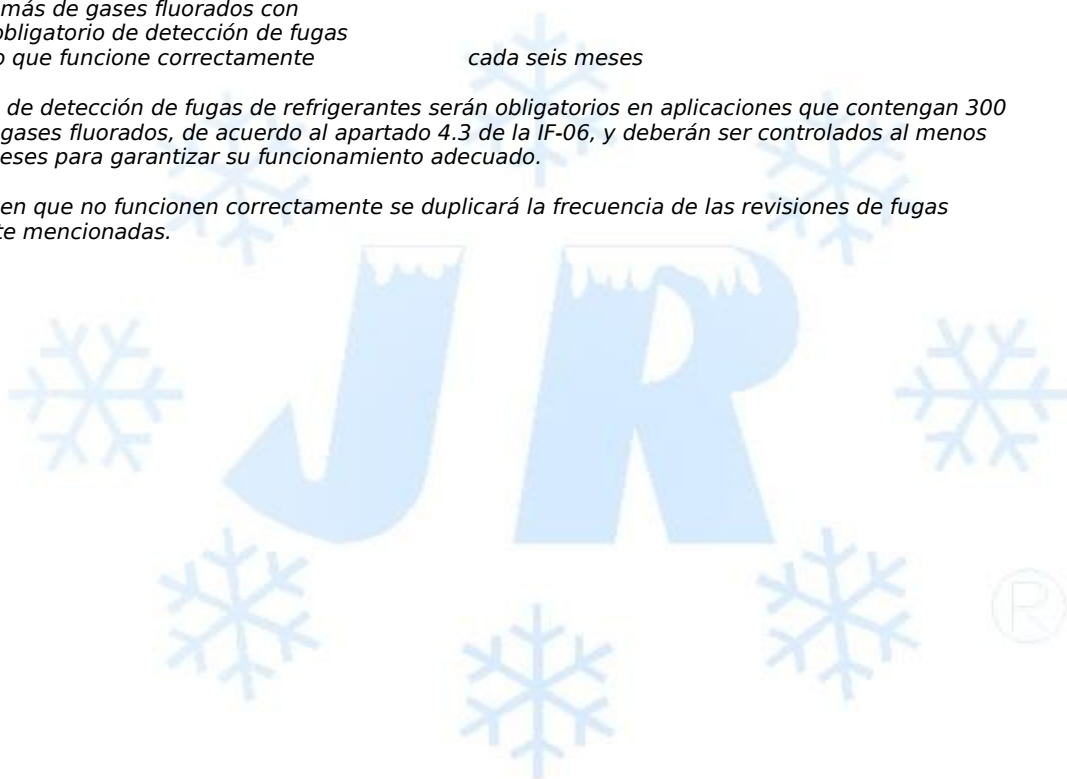 más de gases fluorados con
obligatorio de detección de fugas
o que funcione correctamente cada seis meses
de detección de fugas de refrigerantes serán obligatorios en aplicaciones que contengan 300
gases fluorados, de acuerdo al apartado 4.3 de la IF-06, y deberán ser controlados al menos
eses para garantizar su funcionamiento adecuado.
en que no funcionen correctamente se duplicará la frecuencia de las revisiones de fugas
te mencionadas.
JR
®